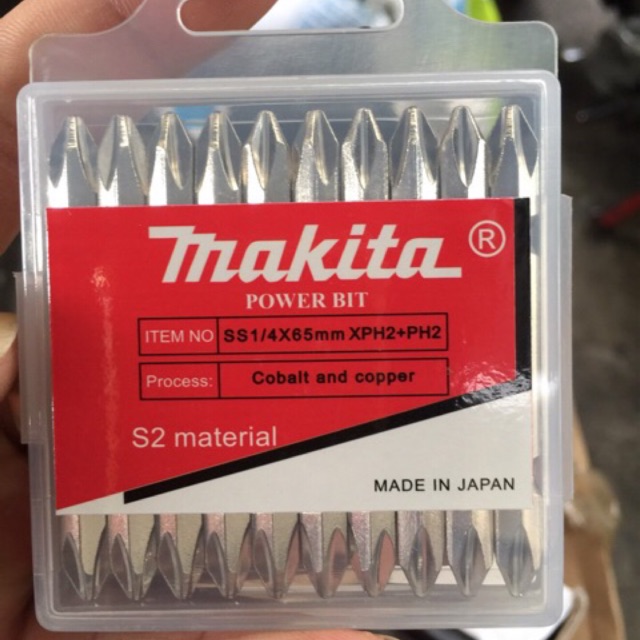 makita ®
POWER BIT
ITEM NO SS1/4X65mm XPH2+PH2
Process: Cobalt and copper
S2 material
MADE IN JAPAN